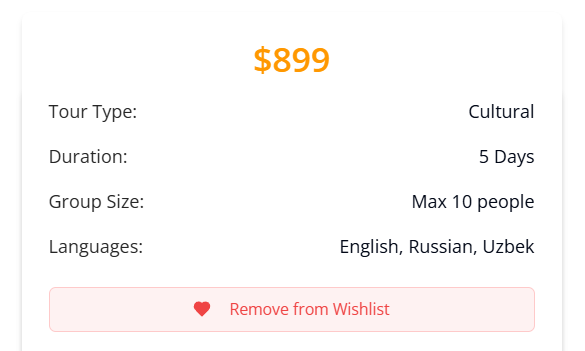 $899
Tour Type: Cultural
Duration: 5 Days
Group Size: Max 10 people
Languages: English, Russian, Uzbek
Remove from Wishlist